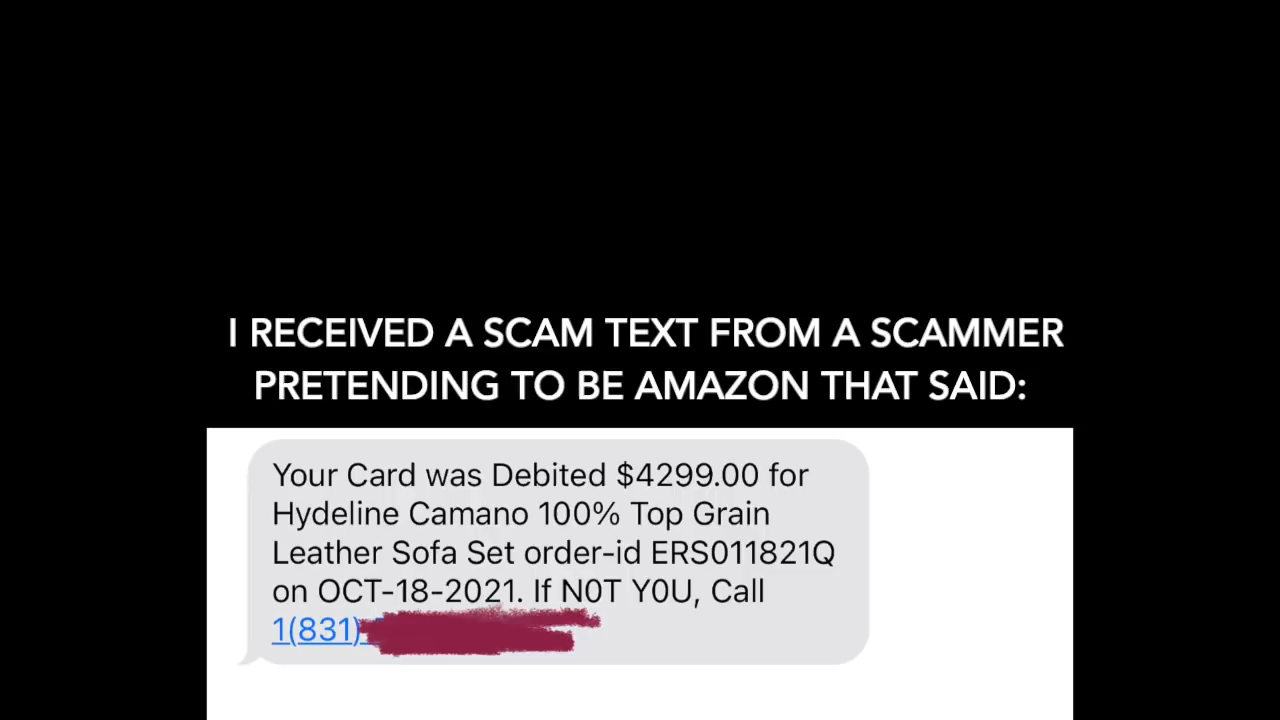 I RECEIVED A SCAM TEXT FROM A SCAMMER
PRETENDING TO BE AMAZON THAT SAID:
Your Card was Debited $4299.00 for
Hydeline Camano 100% Top Grain
Leather Sofa Set order-id ERS011821Q
on OCT-18-2021. If N0T Y0U, Call
1(831)